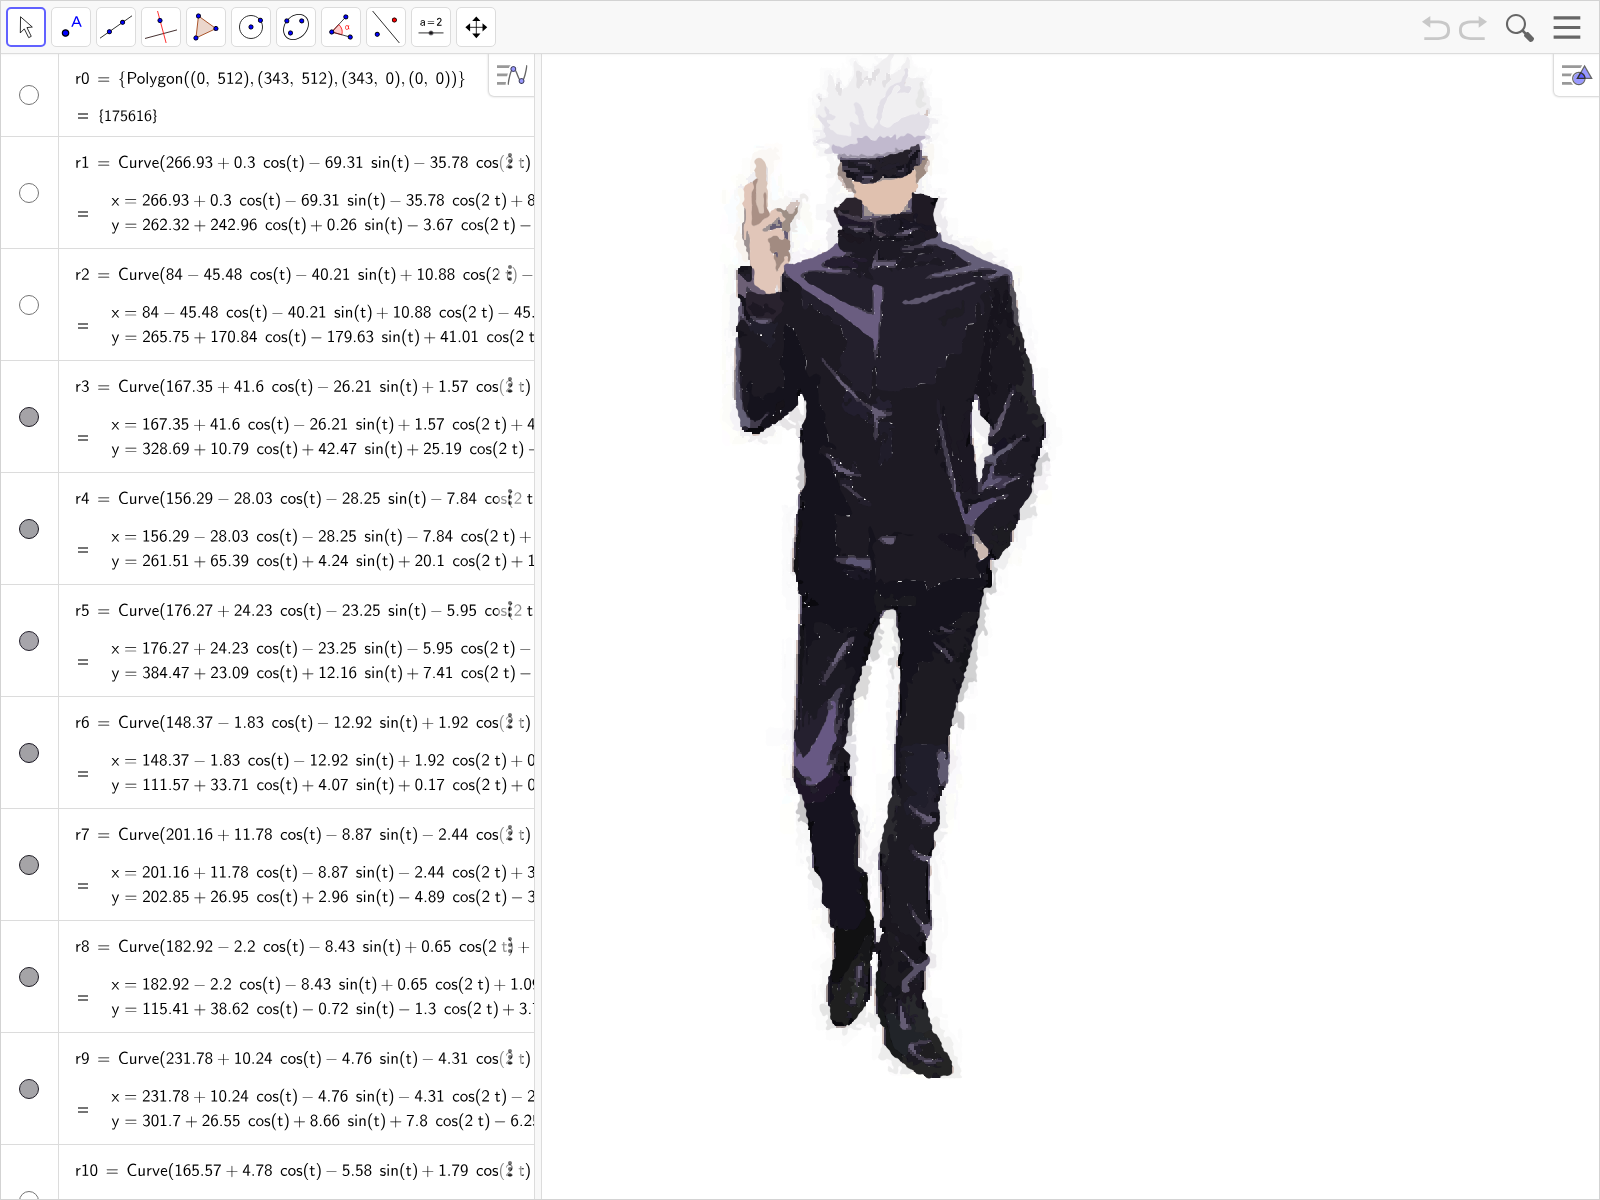 A
α
a=2
r0 = {Polygon((0, 512),(343, 512),(343, 0),(0, 0))}
= {175616}
r1 = Curve(266.93 + 0.3 cos(t) − 69.31 sin(t) − 35.78 cos(2 t)
x = 266.93 + 0.3 cos(t) − 69.31 sin(t) − 35.78 cos(2 t) + 8
=
y = 262.32 + 242.96 cos(t) + 0.26 sin(t) − 3.67 cos(2 t) −
r2 = Curve(84 − 45.48 cos(t) − 40.21 sin(t) + 10.88 cos(2 t) −
x = 84 − 45.48 cos(t) − 40.21 sin(t) + 10.88 cos(2 t) − 45.
=
y = 265.75 + 170.84 cos(t) − 179.63 sin(t) + 41.01 cos(2 t
r3 = Curve(167.35 + 41.6 cos(t) − 26.21 sin(t) + 1.57 cos(2 t)
x = 167.35 + 41.6 cos(t) − 26.21 sin(t) + 1.57 cos(2 t) + 4
=
y = 328.69 + 10.79 cos(t) + 42.47 sin(t) + 25.19 cos(2 t) −
r4 = Curve(156.29 − 28.03 cos(t) − 28.25 sin(t) − 7.84 cos(2 t
x = 156.29 − 28.03 cos(t) − 28.25 sin(t) − 7.84 cos(2 t) +
=
y = 261.51 + 65.39 cos(t) + 4.24 sin(t) + 20.1 cos(2 t) + 1
r5 = Curve(176.27 + 24.23 cos(t) − 23.25 sin(t) − 5.95 cos(2 t
x = 176.27 + 24.23 cos(t) − 23.25 sin(t) − 5.95 cos(2 t) −
=
y = 384.47 + 23.09 cos(t) + 12.16 sin(t) + 7.41 cos(2 t) −
r6 = Curve(148.37 − 1.83 cos(t) − 12.92 sin(t) + 1.92 cos(2 t)
x = 148.37 − 1.83 cos(t) − 12.92 sin(t) + 1.92 cos(2 t) + 0
=
y = 111.57 + 33.71 cos(t) + 4.07 sin(t) + 0.17 cos(2 t) + 0
r7 = Curve(201.16 + 11.78 cos(t) − 8.87 sin(t) − 2.44 cos(2 t)
x = 201.16 + 11.78 cos(t) − 8.87 sin(t) − 2.44 cos(2 t) + 3
=
y = 202.85 + 26.95 cos(t) + 2.96 sin(t) − 4.89 cos(2 t) − 3
r8 = Curve(182.92 − 2.2 cos(t) − 8.43 sin(t) + 0.65 cos(2 t) +
x = 182.92 − 2.2 cos(t) − 8.43 sin(t) + 0.65 cos(2 t) + 1.09
=
y = 115.41 + 38.62 cos(t) − 0.72 sin(t) − 1.3 cos(2 t) + 3.
r9 = Curve(231.78 + 10.24 cos(t) − 4.76 sin(t) − 4.31 cos(2 t)
x = 231.78 + 10.24 cos(t) − 4.76 sin(t) − 4.31 cos(2 t) − 2
=
y = 301.7 + 26.55 cos(t) + 8.66 sin(t) + 7.8 cos(2 t) − 6.25
r10 = Curve(165.57 + 4.78 cos(t) − 5.58 sin(t) + 1.79 cos(2 t)